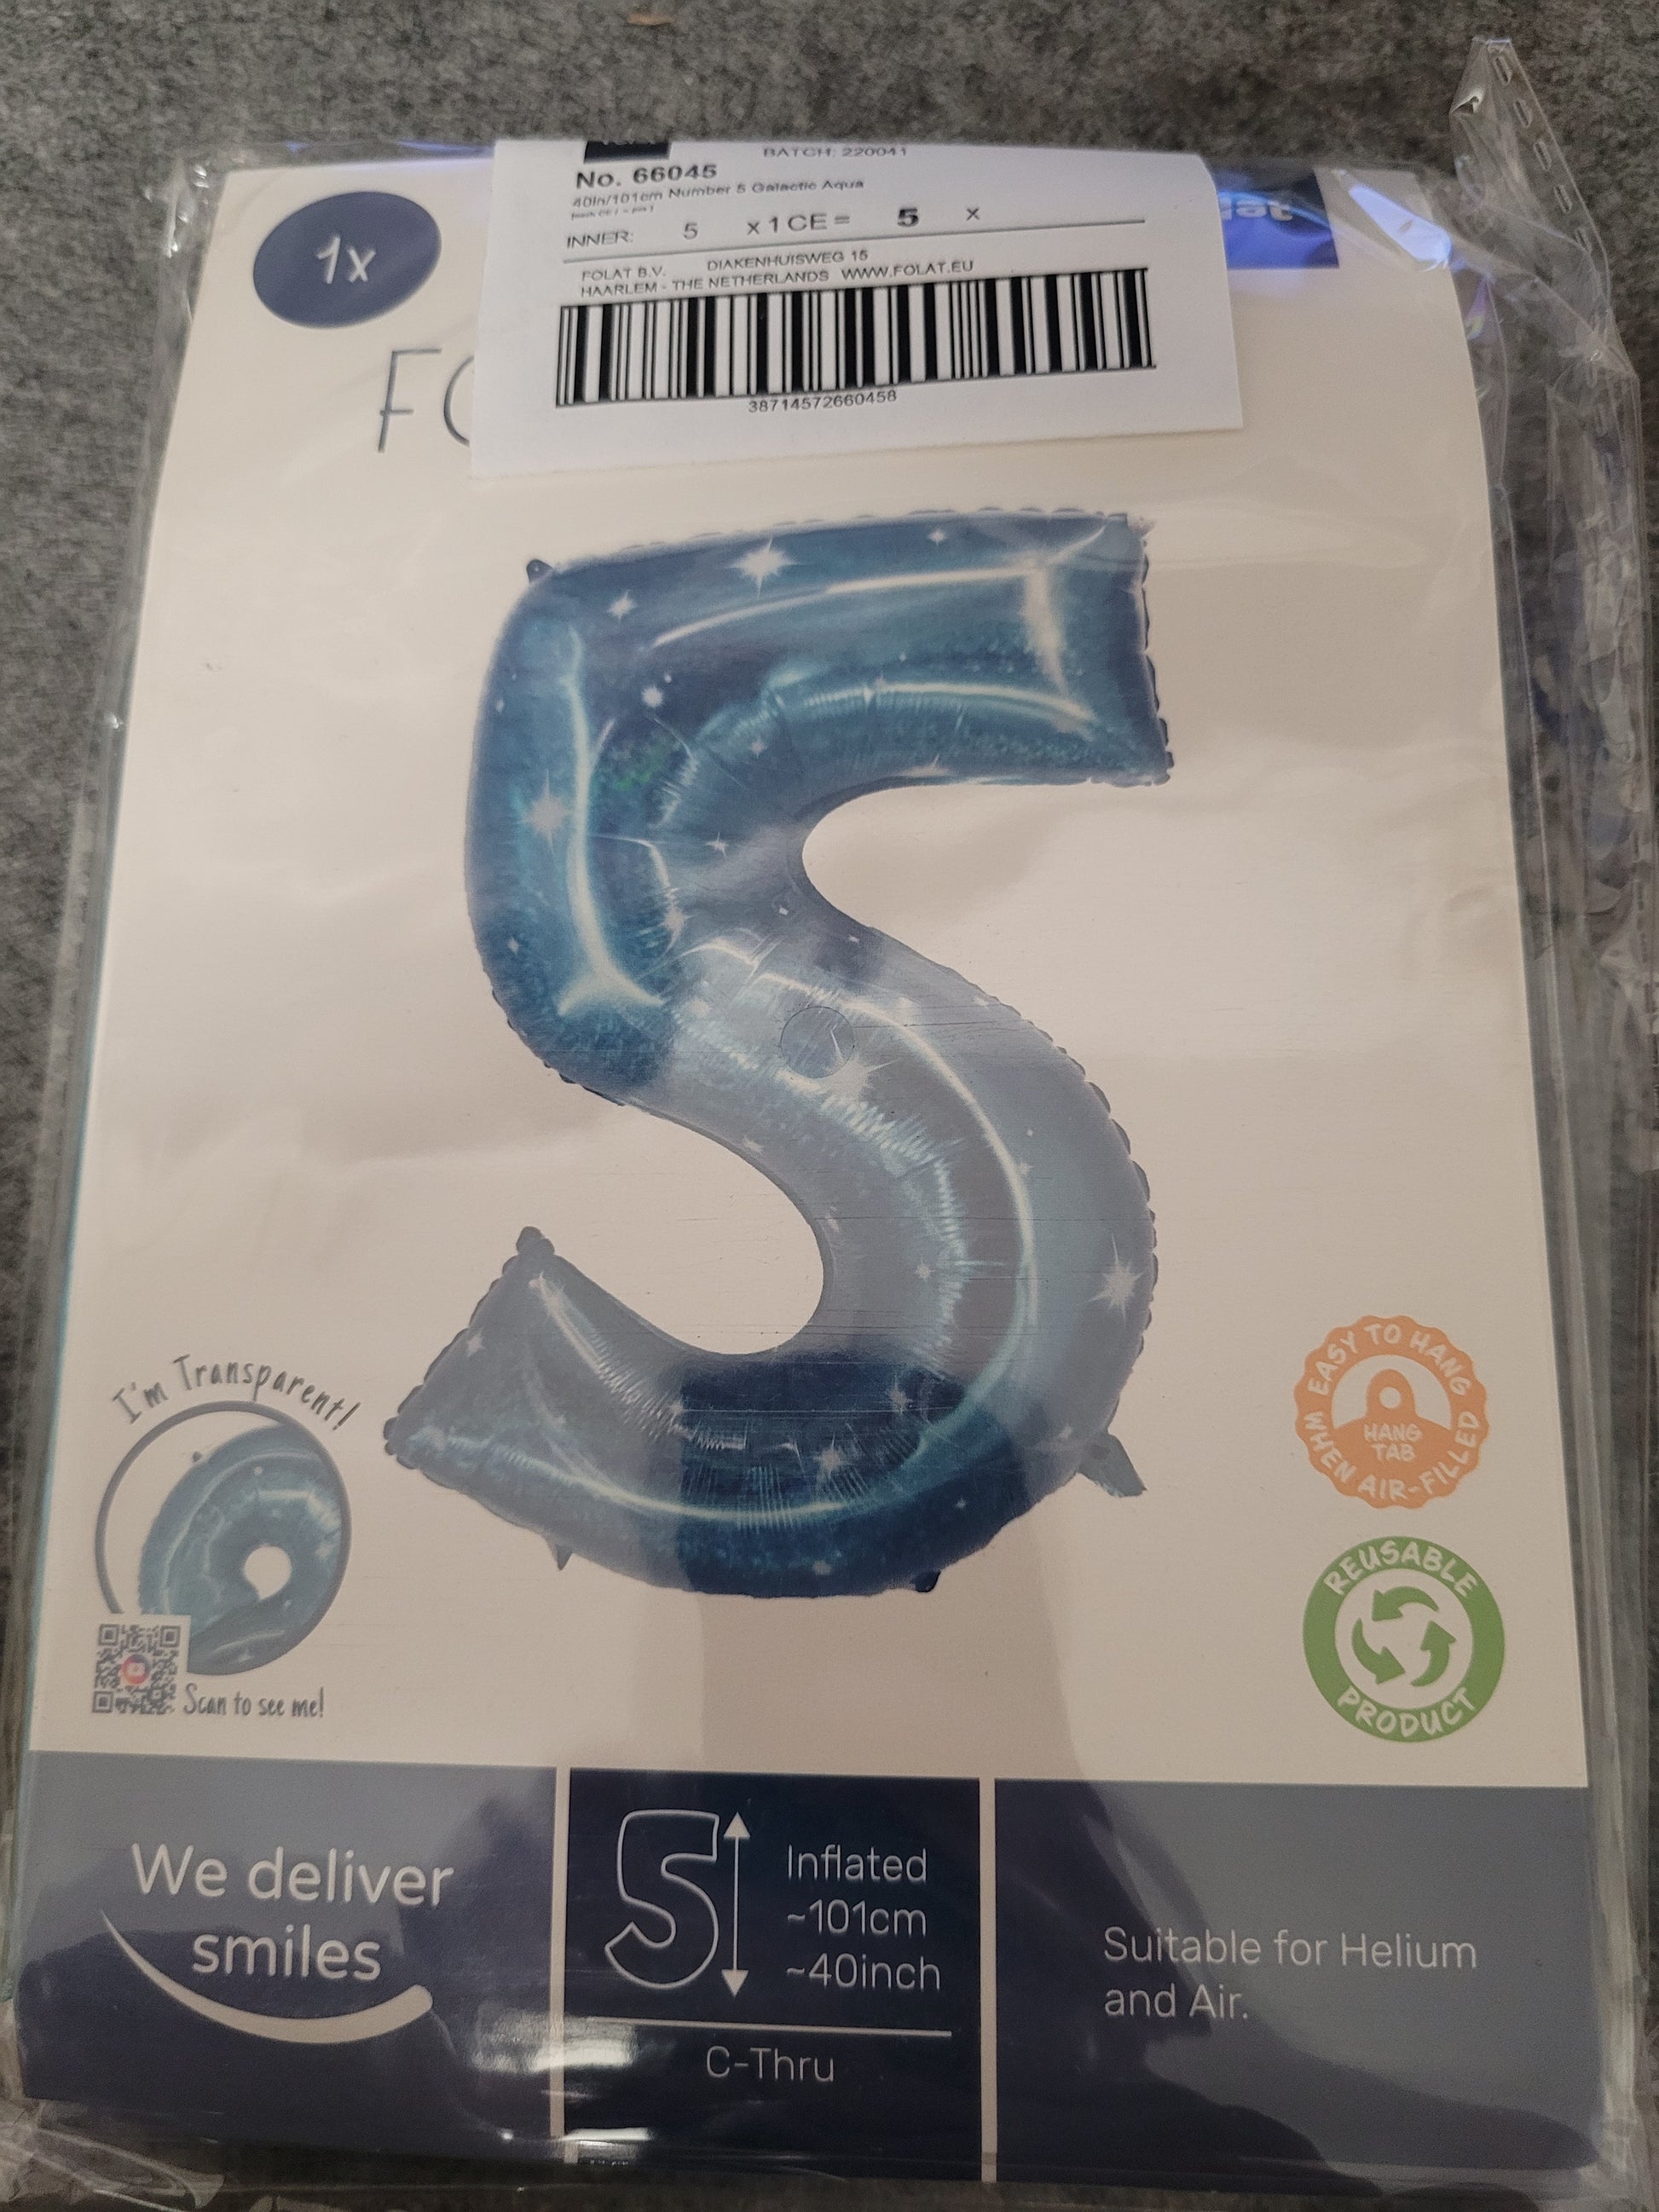 BATCH: 220041
No. 66045
40in/101cm Number 5 Galactic Aqua
INNER: 5 x 1 CE = 5 x
FOLAT B.V. DIAKENHUISWEG 15
HAARLEM - THE NETHERLANDS WWW.FOLAT.EU
38714572660458
1x
I'm Transparent!
Scan to see me!
EASY TO HANG
HANG
TAB
WHEN AIR-FILLED
REUSABLE
PRODUCT
We deliver
smiles
5
Inflated
~101cm
~40inch
C-Thru
Suitable for Helium
and Air.